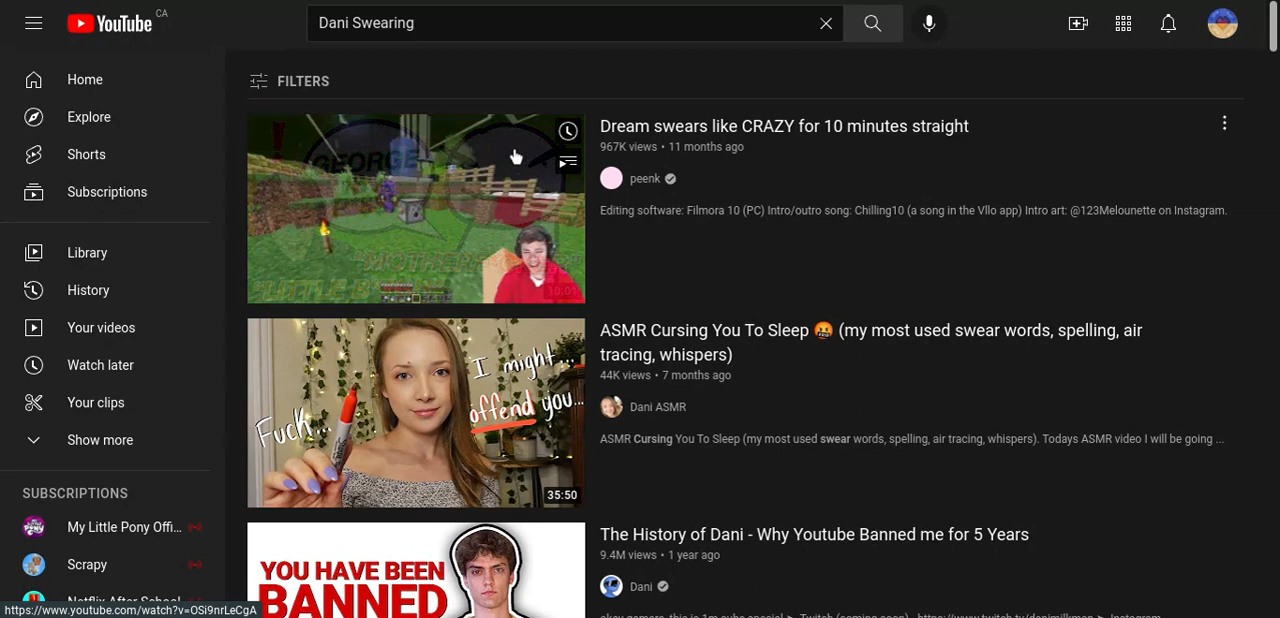 YouTube CA
Dani Swearing
Home
Explore
Shorts
Subscriptions
Library
History
Your videos
Watch later
Your clips
Show more
SUBSCRIPTIONS
My Little Pony Offi...
Scrapy
Netflix After School
https://www.youtube.com/watch?v=OSi9nrLeCgA
FILTERS
GEORGE
10:01
Dream swears like CRAZY for 10 minutes straight
967K views • 11 months ago
peenk
Editing software: Filmora 10 (PC) Intro/outro song: Chilling10 (a song in the Vllo app) Intro art: @123Melounette on Instagram.
Fuck...
I might...
offend you...
35:50
ASMR Cursing You To Sleep 🤬 (my most used swear words, spelling, air
tracing, whispers)
44K views • 7 months ago
Dani ASMR
ASMR Cursing You To Sleep (my most used swear words, spelling, air tracing, whispers). Todays ASMR video I will be going ...
YOU HAVE BEEN
BANNED
The History of Dani - Why Youtube Banned me for 5 Years
9.4M views • 1 year ago
Dani